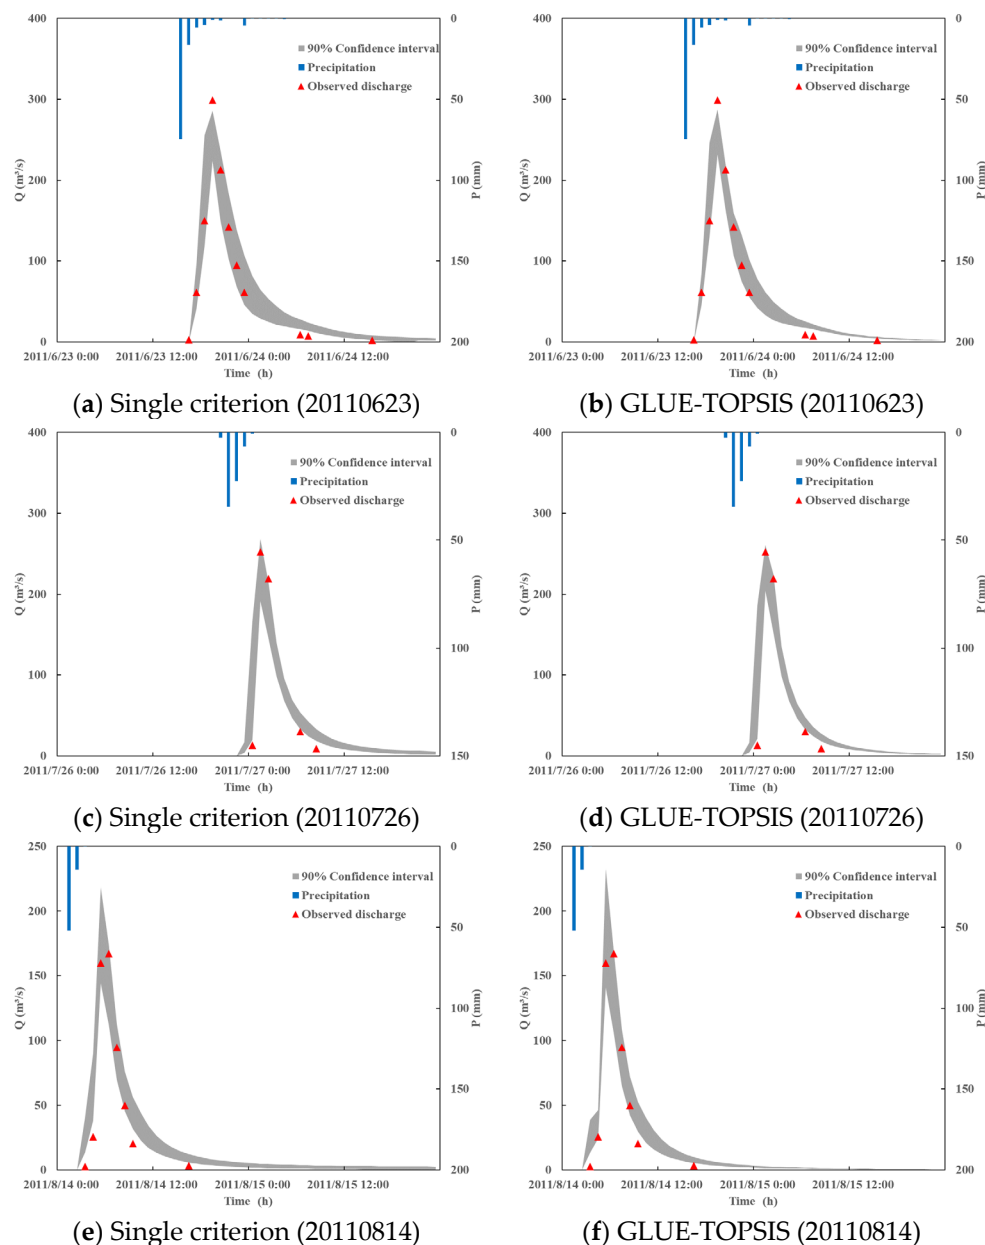 400
300
200
100
0
Q (m³/s)
0
50
100
150
200
P (mm)
90% Confidence interval
Precipitation
Observed discharge
2011/6/23 0:00 2011/6/23 12:00 2011/6/24 0:00 2011/6/24 12:00
Time (h)
(a) Single criterion (20110623)
400
300
200
100
0
Q (m³/s)
0
50
100
150
200
P (mm)
90% Confidence interval
Precipitation
Observed discharge
2011/6/23 0:00 2011/6/23 12:00 2011/6/24 0:00 2011/6/24 12:00
Time (h)
(b) GLUE-TOPSIS (20110623)
400
300
200
100
0
Q (m³/s)
0
50
100
150
P (mm)
90% Confidence interval
Precipitation
Observed discharge
2011/7/26 0:00 2011/7/26 12:00 2011/7/27 0:00 2011/7/27 12:00
Time (h)
(c) Single criterion (20110726)
400
300
200
100
0
Q (m³/s)
0
50
100
150
P (mm)
90% Confidence interval
Precipitation
Observed discharge
2011/7/26 0:00 2011/7/26 12:00 2011/7/27 0:00 2011/7/27 12:00
Time (h)
(d) GLUE-TOPSIS (20110726)
250
200
150
100
50
0
Q (m³/s)
0
50
100
150
200
P (mm)
90% Confidence interval
Precipitation
Observed discharge
2011/8/14 0:00 2011/8/14 12:00 2011/8/15 0:00 2011/8/15 12:00
Time (h)
(e) Single criterion (20110814)
250
200
150
100
50
0
Q (m³/s)
0
50
100
150
200
P (mm)
90% Confidence interval
Precipitation
Observed discharge
2011/8/14 0:00 2011/8/14 12:00 2011/8/15 0:00 2011/8/15 12:00
Time (h)
(f) GLUE-TOPSIS (20110814)